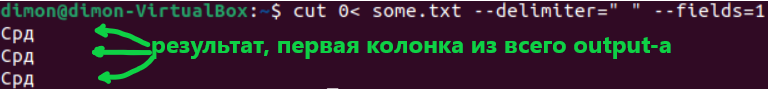 dimon@dimon-VirtualBox:~$ cut 0< some.txt --delimiter=" " --fields=1
Срд
Срд результат, первая колонка из всего output-а
Срд